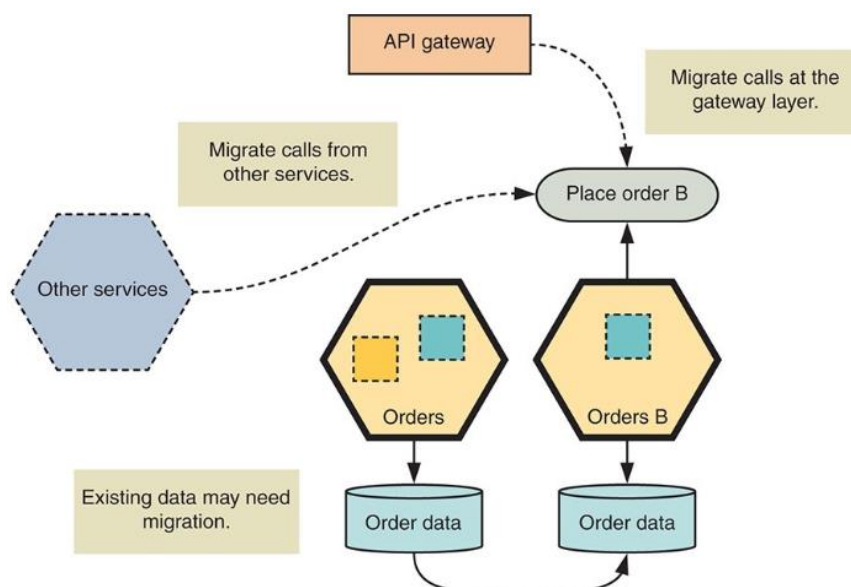 API gateway
Migrate calls at the
gateway layer.
Migrate calls from
other services.
Place order B
Other services
Orders
Orders B
Existing data may need
migration.
Order data
Order data